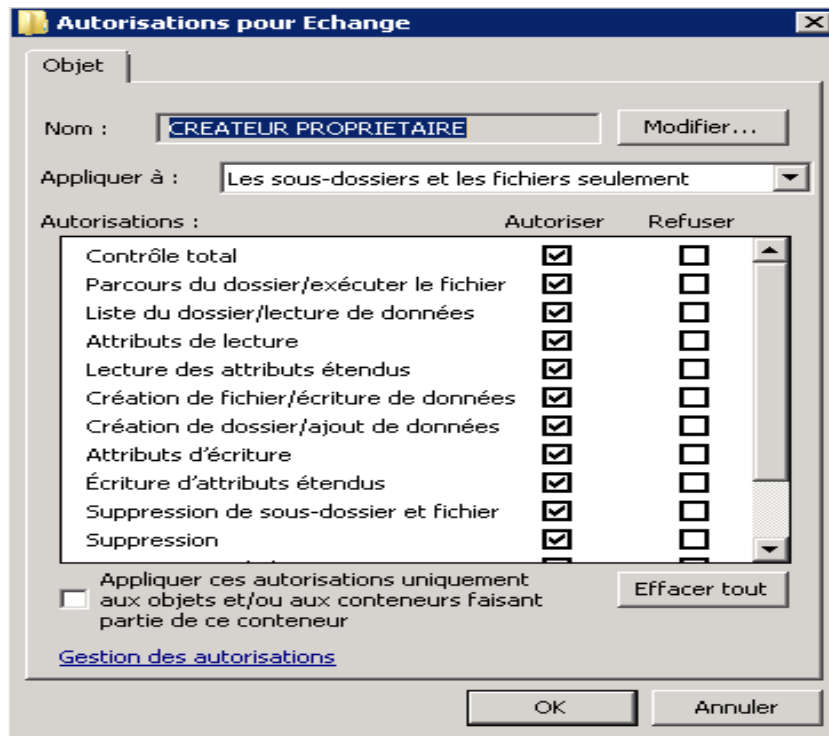 Autorisations pour Echange
Objet
Nom : CREATEUR PROPRIETAIRE Modifier...
Appliquer à : Les sous-dossiers et les fichiers seulement
Autorisations : Autoriser Refuser
Contrôle total
Parcours du dossier/exécuter le fichier
Liste du dossier/lecture de données
Attributs de lecture
Lecture des attributs étendus
Création de fichier/écriture de données
Création de dossier/ajout de données
Attributs d'écriture
Écriture d'attributs étendus
Suppression de sous-dossier et fichier
Suppression
Appliquer ces autorisations uniquement
aux objets et/ou aux conteneurs faisant
partie de ce conteneur
Effacer tout
Gestion des autorisations
OK Annuler